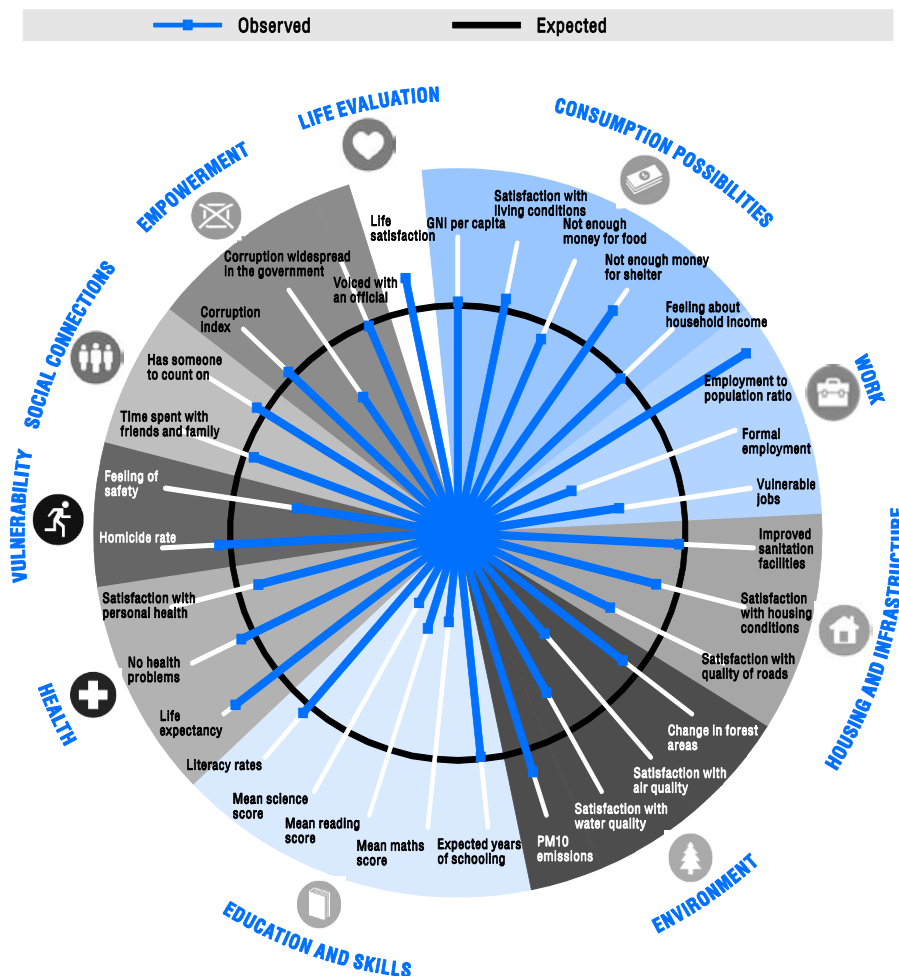 Observed
Expected
LIFE EVALUATION
CONSUMPTION POSSIBILITIES
EMPOWERMENT
SOCIAL CONNECTIONS
VULNERABILITY
HEALTH
EDUCATION AND SKILLS
ENVIRONMENT
HOUSING AND INFRASTRUCTURE
WORK
Life
satisfaction
GNI per capita
Satisfaction with
living conditions
Not enough
money for food
Not enough money
for shelter
Feeling about
household income
Employment to
population ratio
Formal
employment
Vulnerable
jobs
Improved
sanitation
facilities
Satisfaction
with housing
conditions
Satisfaction with
quality of roads
Change in forest
areas
Satisfaction with
air quality
Satisfaction with
water quality
PM10
emissions
Expected years
of schooling
Mean maths
score
Mean reading
score
Mean science
score
Literacy rates
Life
expectancy
No health
problems
Satisfaction with
personal health
Homicide rate
Feeling of
safety
Time spent with
friends and family
Has someone
to count on
Corruption
index
Corruption widespread
in the government
Voiced with
an official